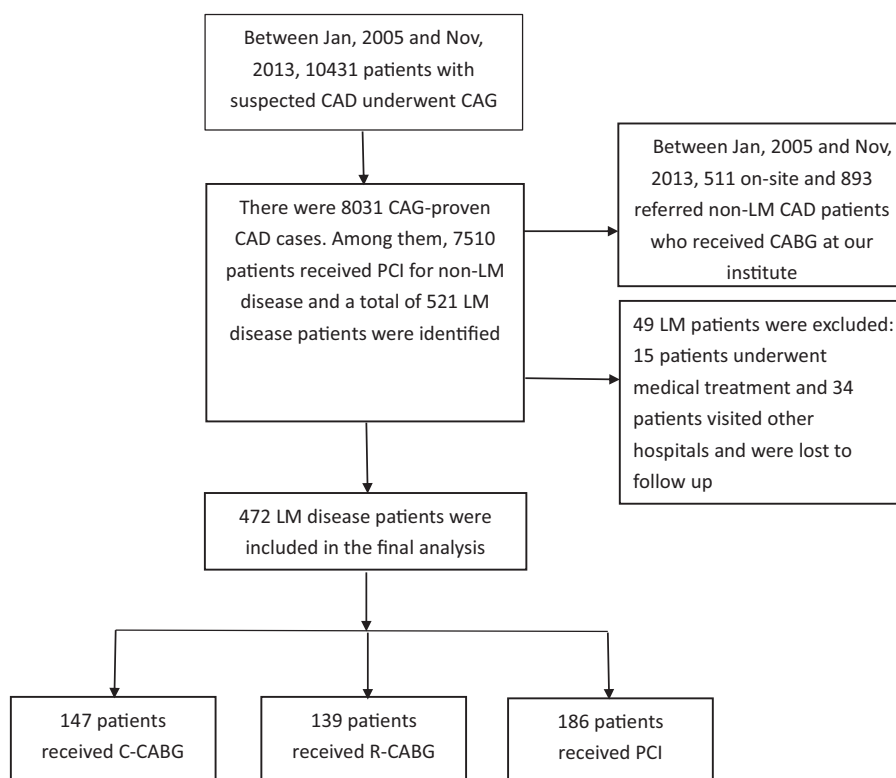 Between Jan, 2005 and Nov,
2013, 10431 patients with
suspected CAD underwent CAG
Between Jan, 2005 and Nov,
2013, 511 on-site and 893
referred non-LM CAD patients
who received CABG at our
institute
There were 8031 CAG-proven
CAD cases. Among them, 7510
patients received PCI for non-LM
disease and a total of 521 LM
disease patients were identified
49 LM patients were excluded:
15 patients underwent
medical treatment and 34
patients visited other
hospitals and were lost to
follow up
472 LM disease patients were
included in the final analysis
147 patients
received C-CABG
139 patients
received R-CABG
186 patients
received PCI